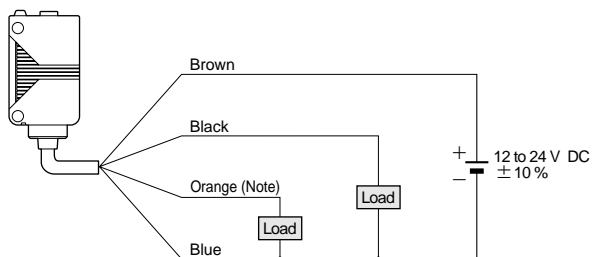 Brown
Black
+
12 to 24 V DC
− ± 10 %
Orange (Note)
Load
Load
Blue